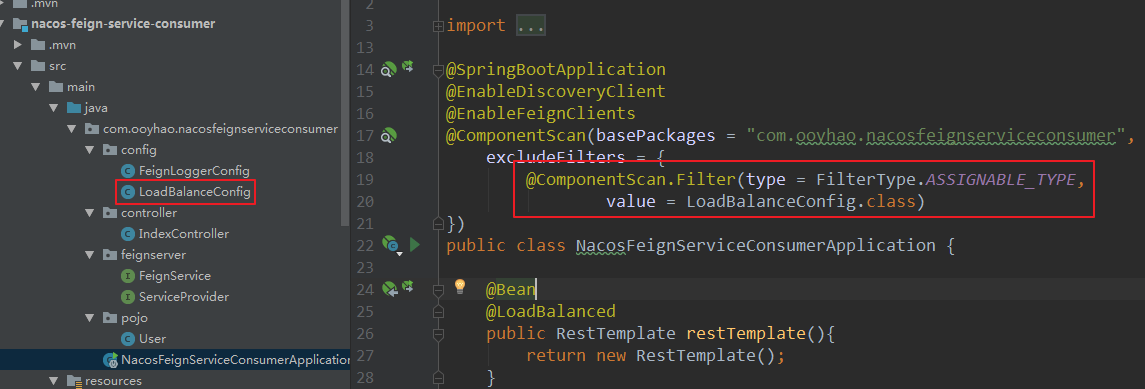 .mvn
nacos-feign-service-consumer
.mvn
src
main
java
com.ooyhao.nacosfeignserviceconsumer
config
FeignLoggerConfig
LoadBalanceConfig
controller
IndexController
feignserver
FeignService
ServiceProvider
pojo
User
NacosFeignServiceConsumerApplication
resources
2
3 import ...
13
14 @SpringBootApplication
15 @EnableDiscoveryClient
16 @EnableFeignClients
17 @ComponentScan(basePackages = "com.ooyhao.nacosfeignserviceconsumer",
18 excludeFilters = {
19 @ComponentScan.Filter(type = FilterType.ASSIGNABLE_TYPE,
20 value = LoadBalanceConfig.class)
21 })
22 public class NacosFeignServiceConsumerApplication {
23
24 @Bean
25 @LoadBalanced
26 public RestTemplate restTemplate(){
27 return new RestTemplate();
28 }